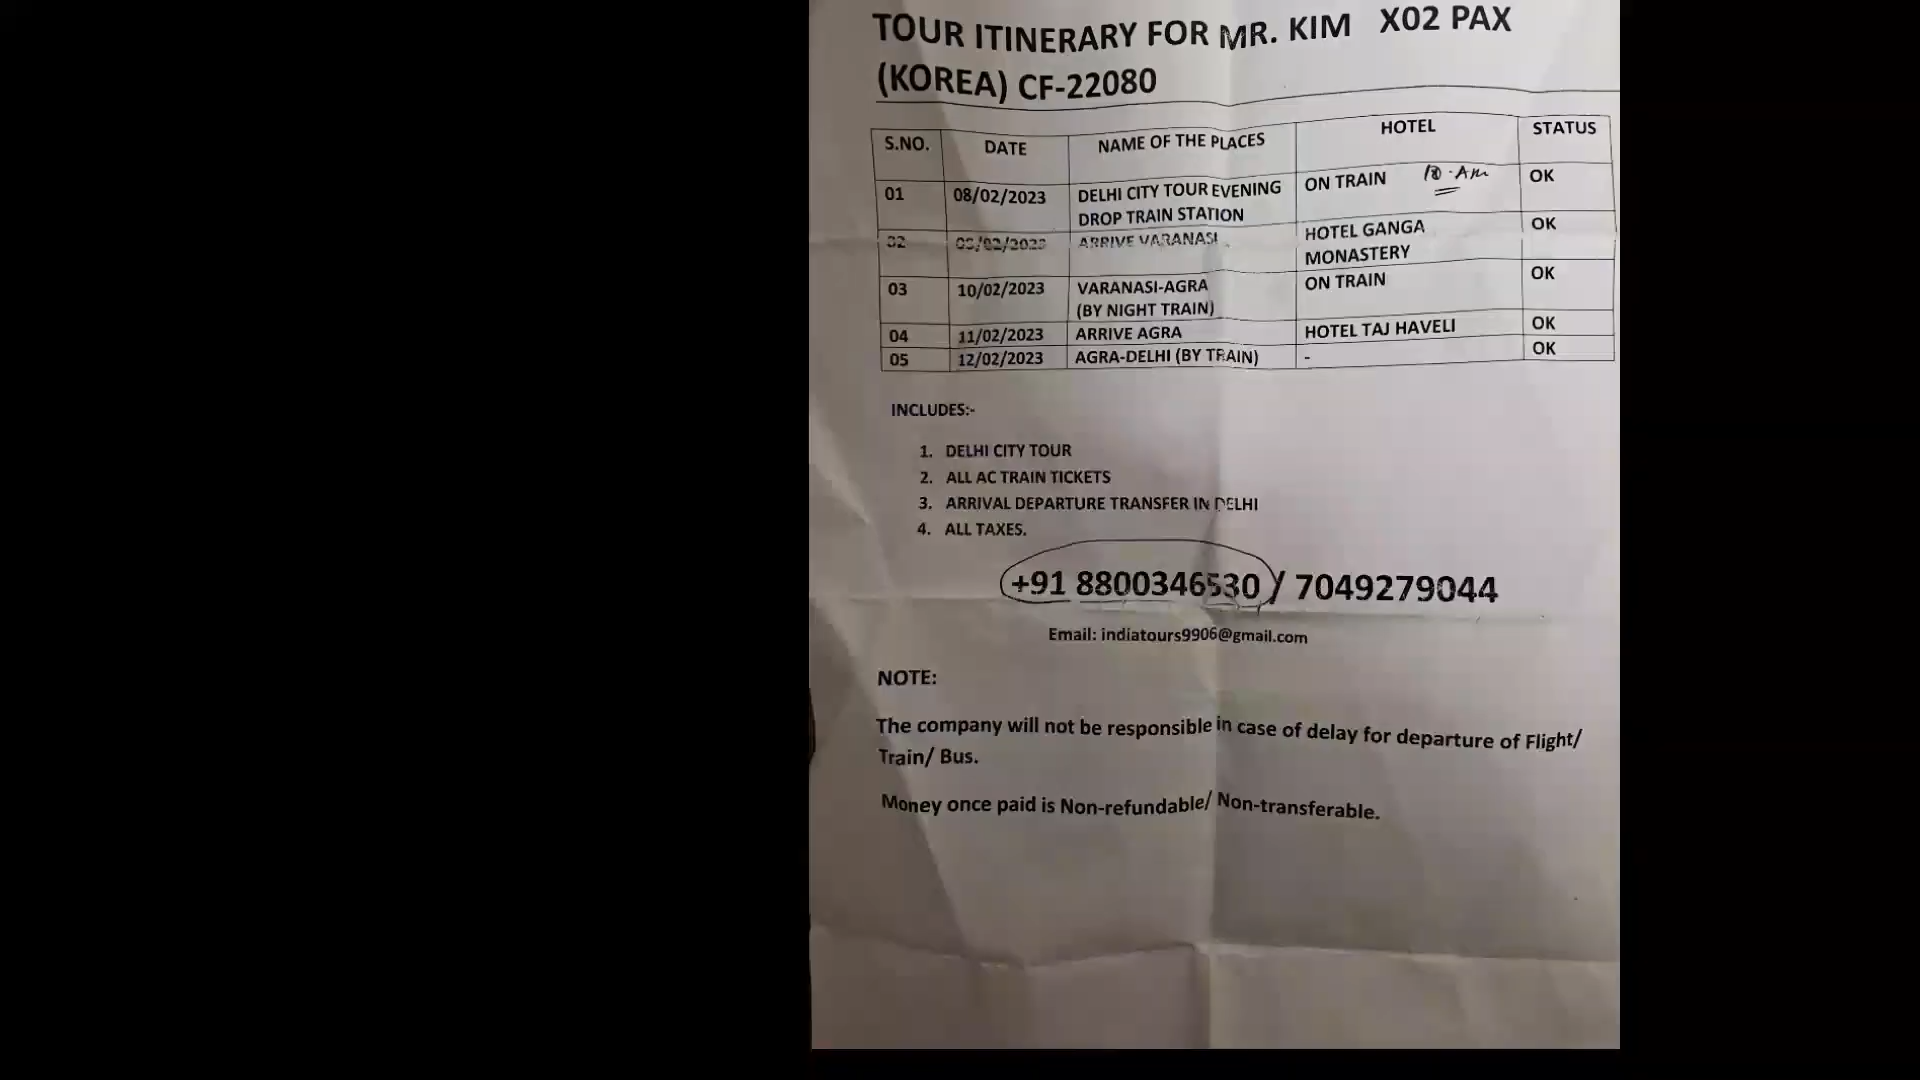 TOUR ITINERARY FOR MR. KIM X02 PAX
(KOREA) CF-22080
S.NO. DATE NAME OF THE PLACES HOTEL STATUS
01 08/02/2023 DELHI CITY TOUR EVENING DROP TRAIN STATION ON TRAIN 10.AM OK
02 09/02/2023 ARRIVE VARANASI HOTEL GANGA MONASTERY OK
03 10/02/2023 VARANASI-AGRA (BY NIGHT TRAIN) ON TRAIN OK
04 11/02/2023 ARRIVE AGRA HOTEL TAJ HAVELI OK
05 12/02/2023 AGRA-DELHI (BY TRAIN) - OK
INCLUDES:-
1. DELHI CITY TOUR
2. ALL AC TRAIN TICKETS
3. ARRIVAL DEPARTURE TRANSFER IN DELHI
4. ALL TAXES.
+91 8800346530 / 7049279044
Email: indiatours9906@gmail.com
NOTE:
The company will not be responsible in case of delay for departure of Flight/
Train/ Bus.
Money once paid is Non-refundable/ Non-transferable.